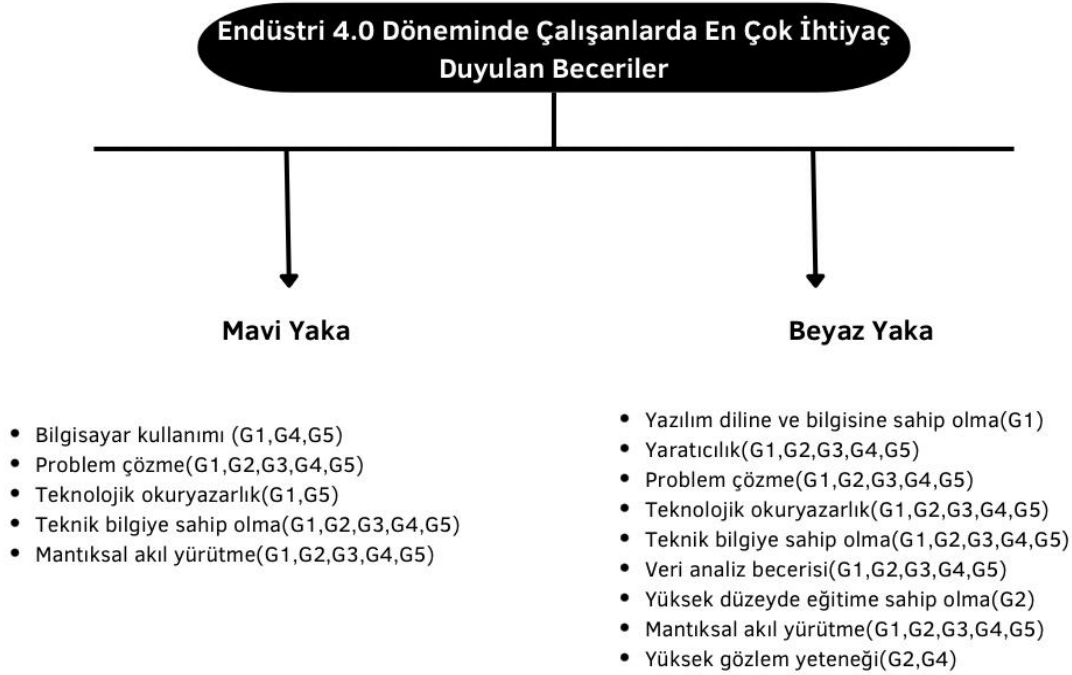 Endüstri 4.0 Döneminde Çalışanlarda En Çok İhtiyaç
Duyulan Beceriler
Mavi Yaka
• Bilgisayar kullanımı (G1,G4,G5)
• Problem çözme(G1,G2,G3,G4,G5)
• Teknolojik okuryazarlık(G1,G5)
• Teknik bilgiye sahip olma(G1,G2,G3,G4,G5)
• Mantıksal akıl yürütme(G1,G2,G3,G4,G5)
Beyaz Yaka
• Yazılım diline ve bilgisine sahip olma(G1)
• Yaratıcılık(G1,G2,G3,G4,G5)
• Problem çözme(G1,G2,G3,G4,G5)
• Teknolojik okuryazarlık(G1,G2,G3,G4,G5)
• Teknik bilgiye sahip olma(G1,G2,G3,G4,G5)
• Veri analiz becerisi(G1,G2,G3,G4,G5)
• Yüksek düzeyde eğitime sahip olma(G2)
• Mantıksal akıl yürütme(G1,G2,G3,G4,G5)
• Yüksek gözlem yeteneği(G2,G4)